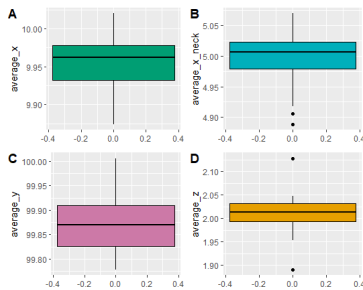 A
average_x
10.00
9.95
9.90
-0.4 -0.2 0.0 0.2 0.4
B
average_x_neck
5.05
5.00
4.95
4.90
-0.4 -0.2 0.0 0.2 0.4
C
average_y
100.00
99.95
99.90
99.85
99.80
-0.4 -0.2 0.0 0.2 0.4
D
average_z
2.10
2.05
2.00
1.95
1.90
-0.4 -0.2 0.0 0.2 0.4